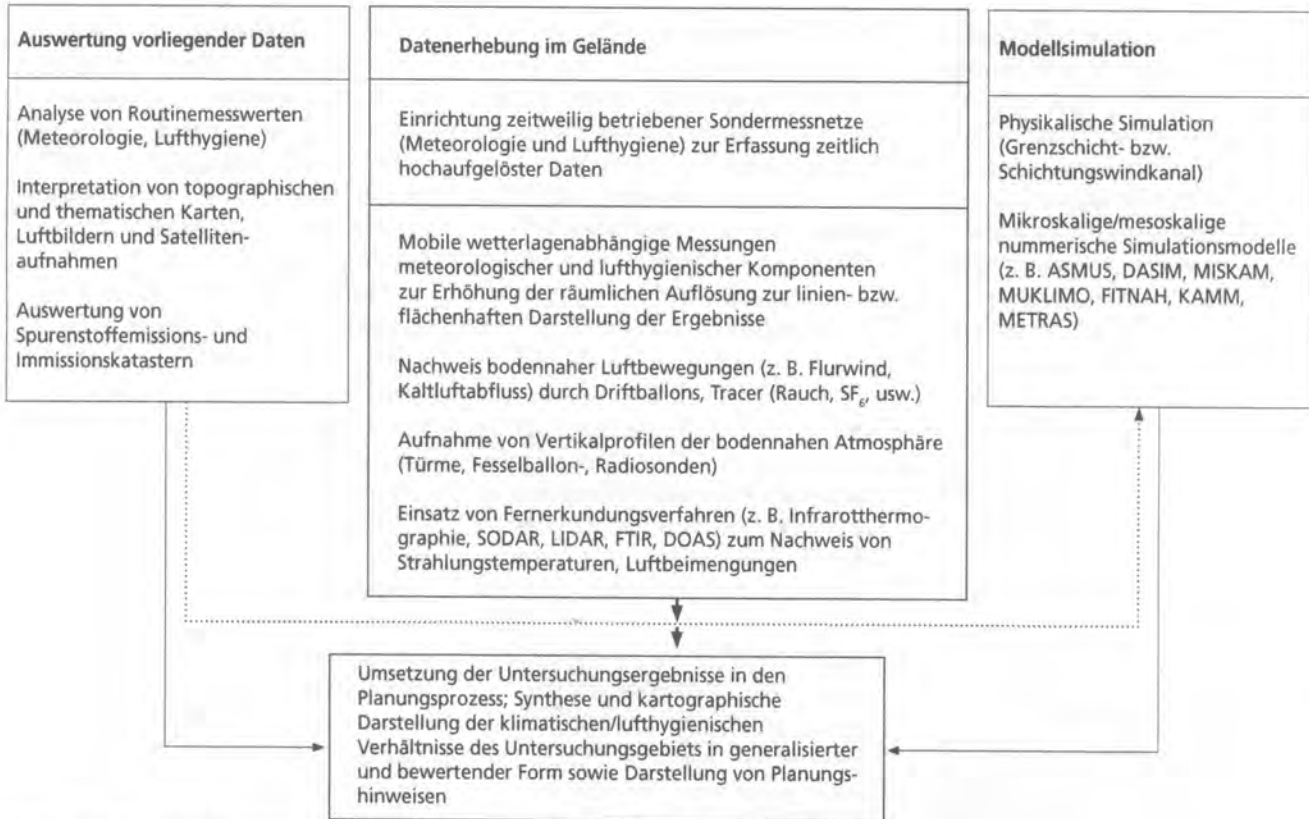 Auswertung vorliegender Daten
Analyse von Routinemesswerten
(Meteorologie, Lufthygiene)
Interpretation von topographischen
und thematischen Karten,
Luftbildern und Satelliten-
aufnahmen
Auswertung von
Spurenstoffemissions- und
Immissionskatastern
Datenerhebung im Gelände
Einrichtung zeitweilig betriebener Sondermessnetze
(Meteorologie und Lufthygiene) zur Erfassung zeitlich
hochaufgelöster Daten
Mobile wetterlagenabhängige Messungen
meteorologischer und lufthygienischer Komponenten
zur Erhöhung der räumlichen Auflösung zur linien- bzw.
flächenhaften Darstellung der Ergebnisse
Nachweis bodennaher Luftbewegungen (z. B. Flurwind,
Kaltluftabfluss) durch Driftballons, Tracer (Rauch, SF₆, usw.)
Aufnahme von Vertikalprofilen der bodennahen Atmosphäre
(Türme, Fesselballon-, Radiosonden)
Einsatz von Fernerkundungsverfahren (z. B. Infrarotthermo-
graphie, SODAR, LIDAR, FTIR, DOAS) zum Nachweis von
Strahlungstemperaturen, Luftbeimengungen
Modellsimulation
Physikalische Simulation
(Grenzschicht- bzw.
Schichtungswindkanal)
Mikroskalige/mesoskalige
nummerische Simulationsmodelle
(z. B. ASMUS, DASIM, MISKAM,
MUKLIMO, FITNAH, KAMM,
METRAS)
Umsetzung der Untersuchungsergebnisse in den
Planungsprozess; Synthese und kartographische
Darstellung der klimatischen/lufthygienischen
Verhältnisse des Untersuchungsgebiets in generalisierter
und bewertender Form sowie Darstellung von Planungs-
hinweisen